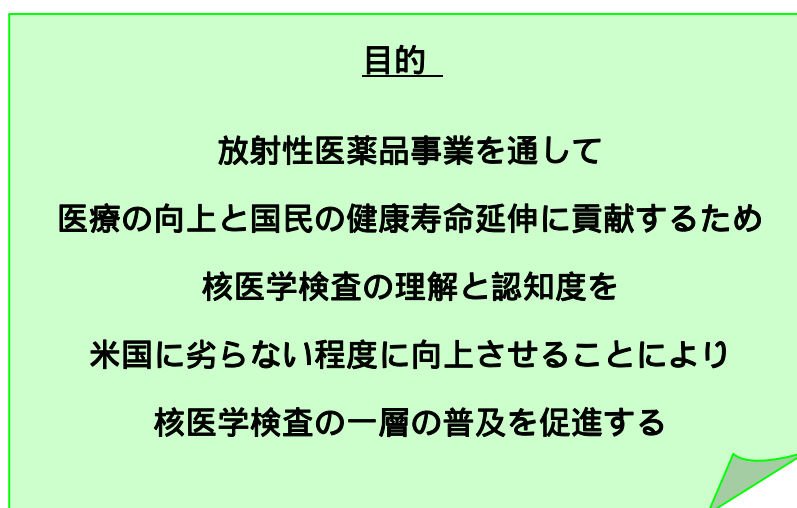 目的
放射性医薬品事業を通して
医療の向上と国民の健康寿命延伸に貢献するため
核医学検査の理解と認知度を
米国に劣らない程度に向上させることにより
核医学検査の一層の普及を促進する